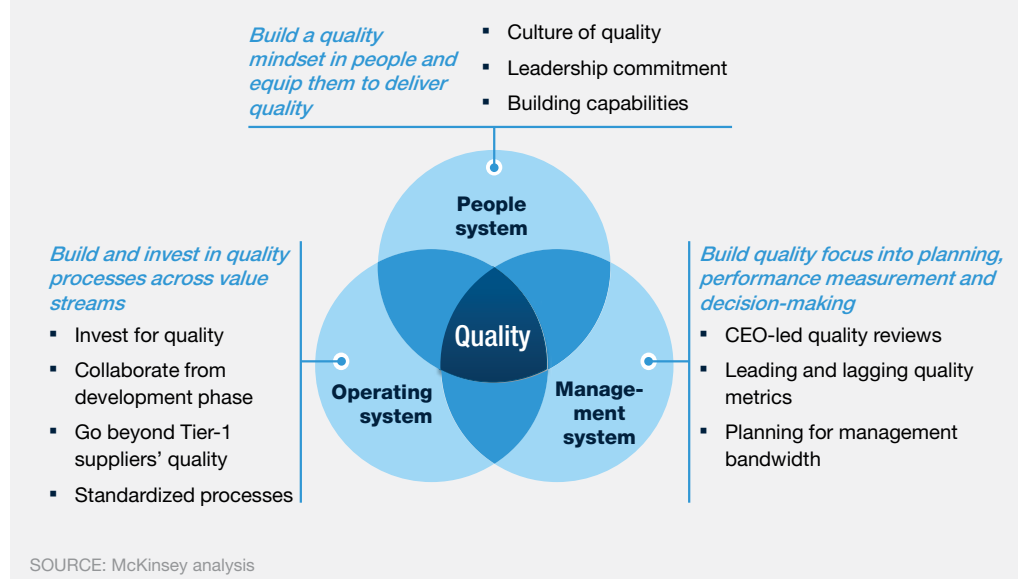 Build a quality
mindset in people and
equip them to deliver
quality
▪ Culture of quality
▪ Leadership commitment
▪ Building capabilities
People
system
Build and invest in quality
processes across value
streams
▪ Invest for quality
▪ Collaborate from
development phase
▪ Go beyond Tier-1
suppliers’ quality
▪ Standardized processes
Quality
Operating
system
Manage-
ment
system
Build quality focus into planning,
performance measurement and
decision-making
▪ CEO-led quality reviews
▪ Leading and lagging quality
metrics
▪ Planning for management
bandwidth
SOURCE: McKinsey analysis